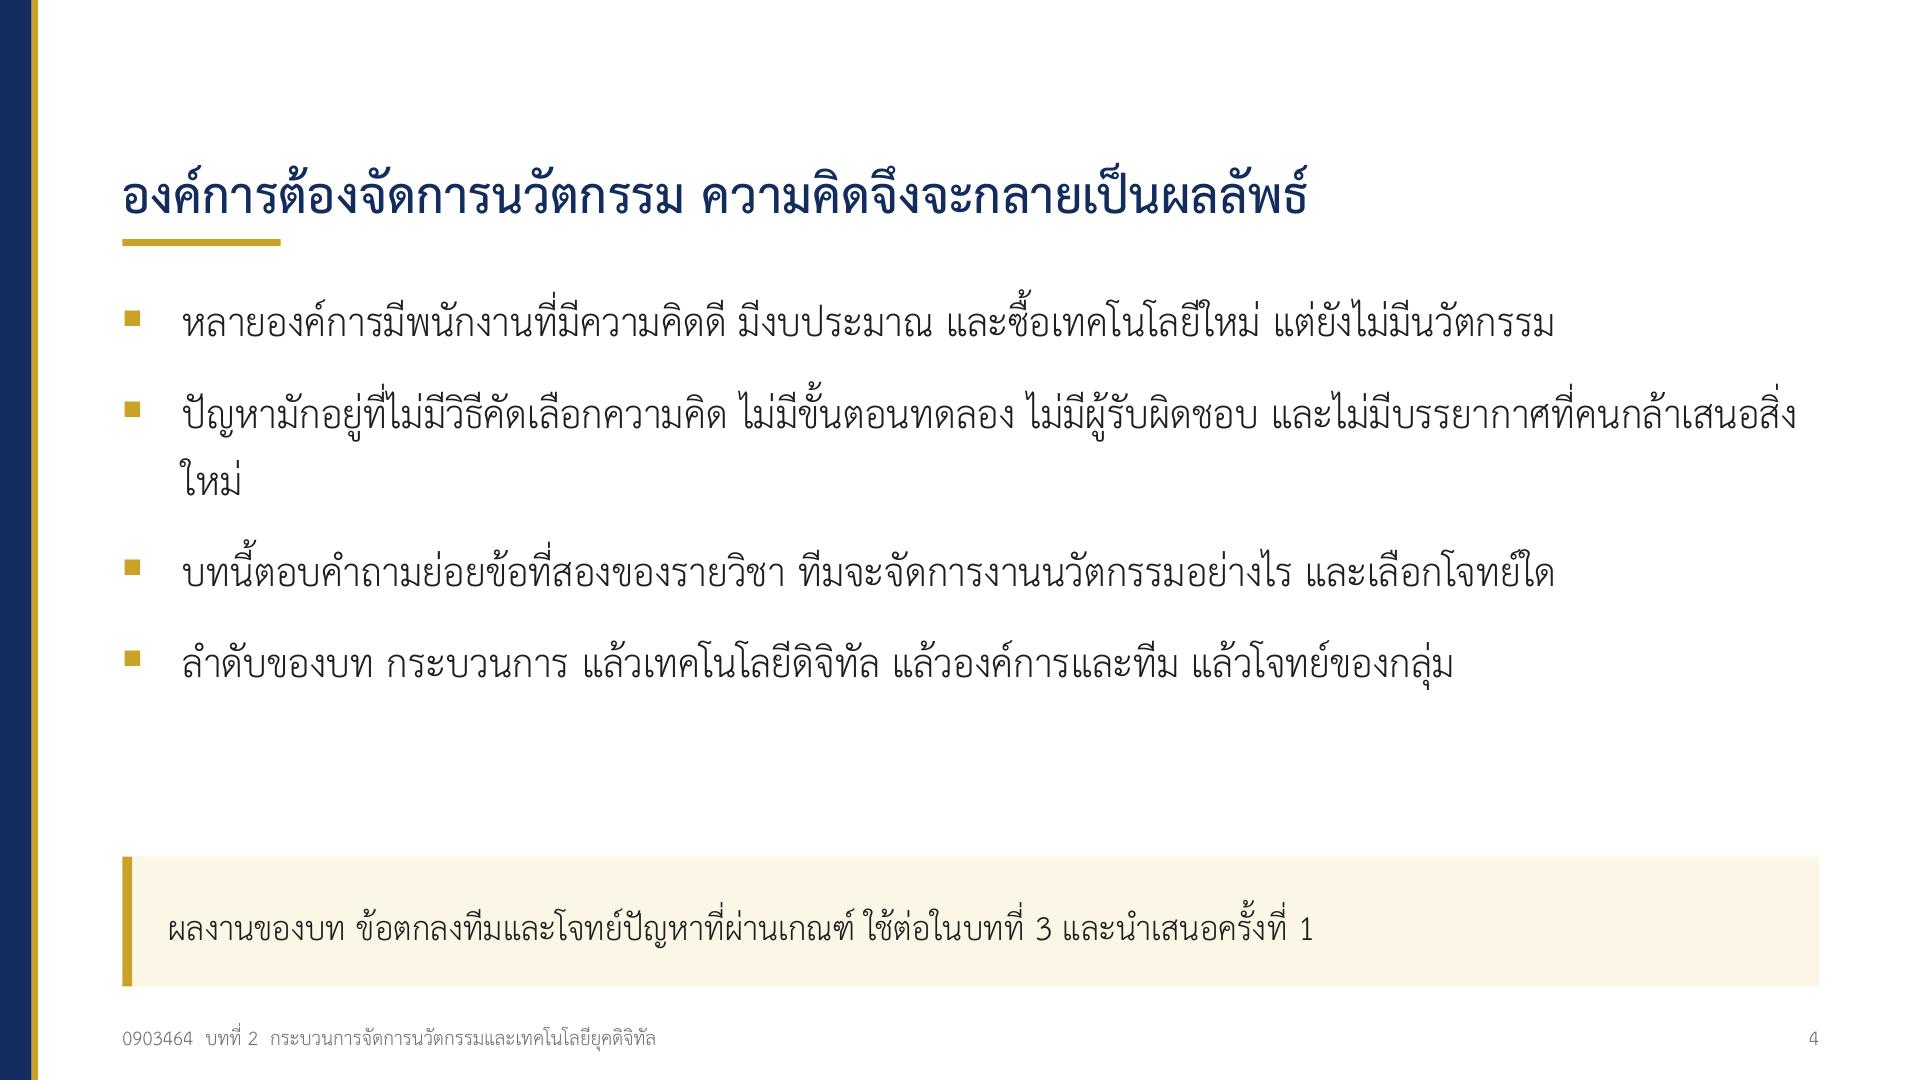 องค์การต้องจัดการนวัตกรรม ความคิดจึงจะกลายเป็นผลลัพธ์
หลายองค์การมีพนักงานที่มีความคิดดี มีงบประมาณ และซื้อเทคโนโลยีใหม่ แต่ยังไม่มีนวัตกรรม
ปัญหามักอยู่ที่ไม่มีวิธีคัดเลือกความคิด ไม่มีขั้นตอนทดลอง ไม่มีผู้รับผิดชอบ และไม่มีบรรยากาศที่คนกล้าเสนอสิ่ง
ใหม่
บทนี้ตอบคำถามย่อยข้อที่สองของรายวิชา ทีมจะจัดการงานนวัตกรรมอย่างไร และเลือกโจทย์ใด
ลำดับของบท กระบวนการ แล้วเทคโนโลยีดิจิทัล แล้วองค์การและทีม แล้วโจทย์ของกลุ่ม
ผลงานของบท ข้อตกลงทีมและโจทย์ปัญหาที่ผ่านเกณฑ์ ใช้ต่อในบทที่ 3 และนำเสนอครั้งที่ 1
0903464 บทที่ 2 กระบวนการจัดการนวัตกรรมและเทคโนโลยียุคดิจิทัล
4